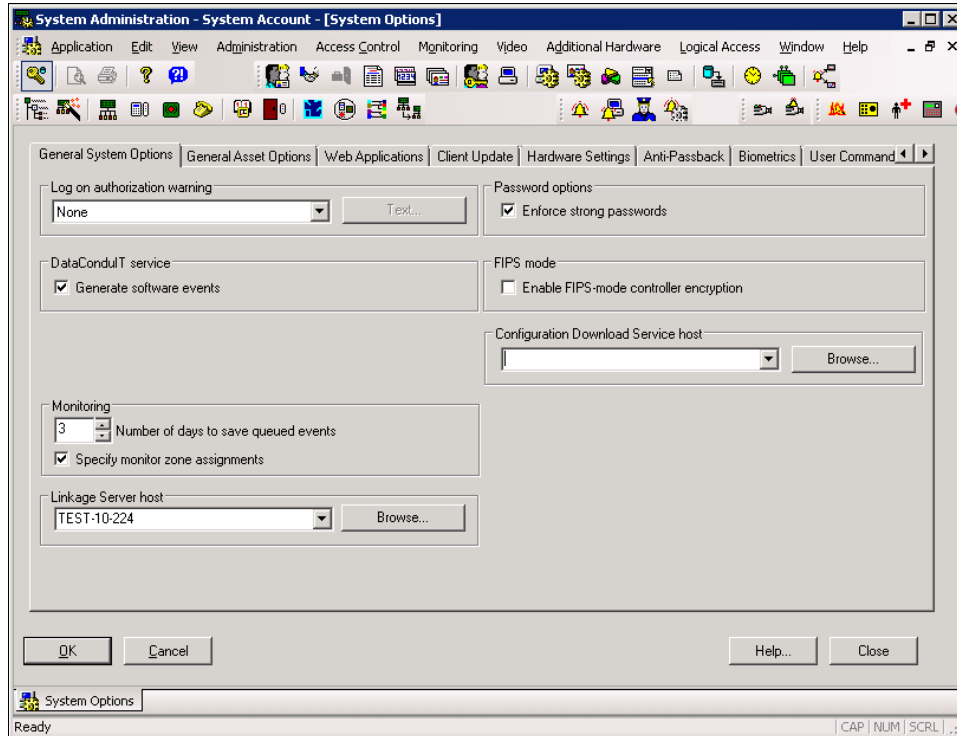 System Administration - System Account - [System Options]
Application Edit View Administration Access Control Monitoring Video Additional Hardware Logical Access Window Help
General System Options General Asset Options Web Applications Client Update Hardware Settings Anti-Passback Biometrics User Command
Log on authorization warning
None
Text...
Password options
Enforce strong passwords
DataConduIT service
Generate software events
FIPS mode
Enable FIPS-mode controller encryption
Configuration Download Service host
Browse...
Monitoring
3 Number of days to save queued events
Specify monitor zone assignments
Linkage Server host
TEST-10-224
Browse...
OK Cancel Help... Close
System Options
Ready CAP NUM SCRL